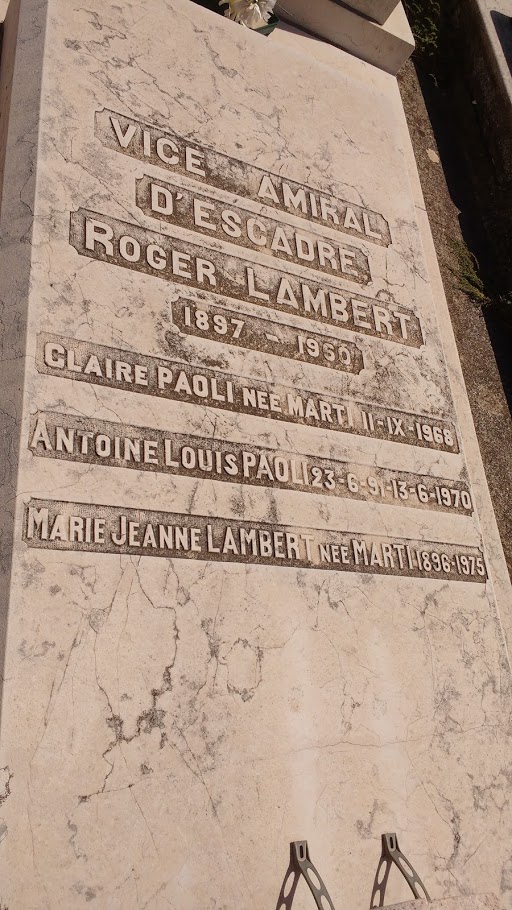 VICE AMIRAL
D'ESCADRE
ROGER LAMBERT
1897 - 1960
CLAIRE PAOLI NEE MARTI 11-IX-1968
ANTOINE LOUIS PAOLI 23-6-91-13-6-1970
MARIE JEANNE LAMBERT NEE MARTI 1896-1975